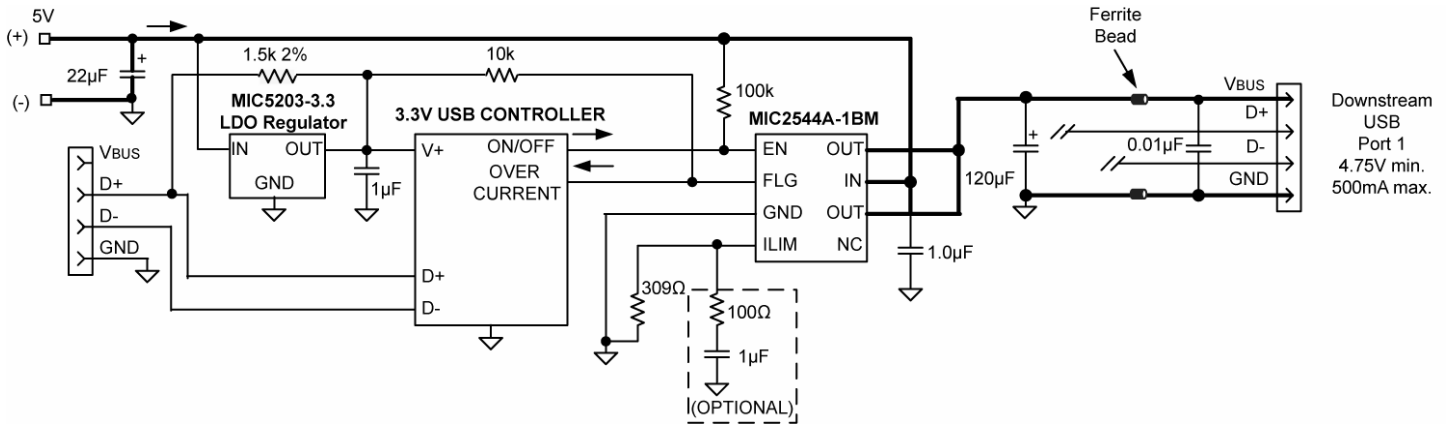 5V
(+)
(-)
22µF
+
1.5k 2%
10k
100k
MIC5203-3.3
LDO Regulator
IN
OUT
GND
1µF
3.3V USB CONTROLLER
V+
ON/OFF
OVER
CURRENT
D+
D-
VBUS
D+
D-
GND
MIC2544A-1BM
EN
FLG
GND
ILIM
OUT
IN
OUT
NC
309Ω
100Ω
1µF
(OPTIONAL)
1.0µF
+
120µF
Ferrite
Bead
0.01µF
VBUS
D+
D-
GND
Downstream
USB
Port 1
4.75V min.
500mA max.